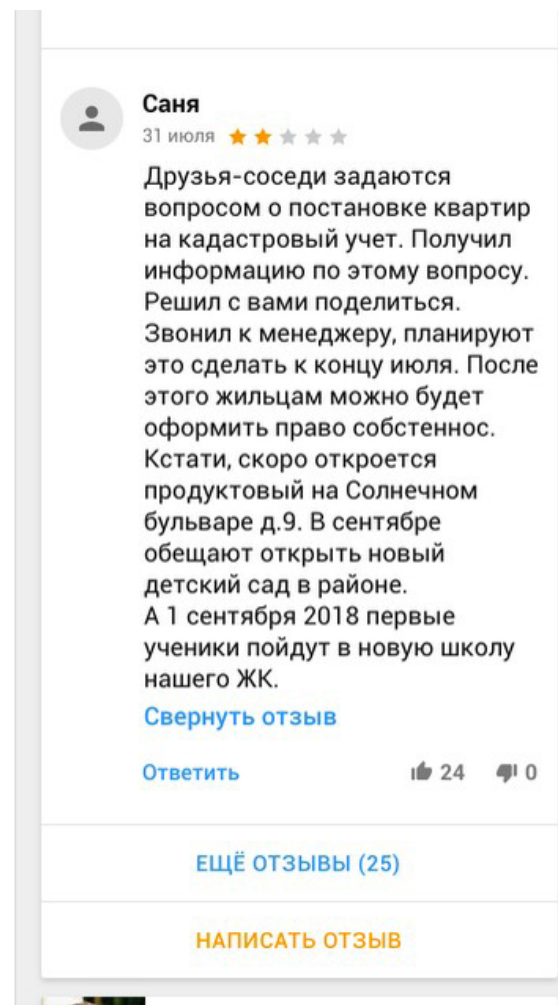 Саня
31 июля
Друзья-соседи задаются
вопросом о постановке квартир
на кадастровый учет. Получил
информацию по этому вопросу.
Решил с вами поделиться.
Звонил к менеджеру, планируют
это сделать к концу июля. После
этого жильцам можно будет
оформить право собстеннос.
Кстати, скоро откроется
продуктовый на Солнечном
бульваре д.9. В сентябре
обещают открыть новый
детский сад в районе.
А 1 сентября 2018 первые
ученики пойдут в новую школу
нашего ЖК.
Свернуть отзыв
Ответить 24 0
ЕЩЁ ОТЗЫВЫ (25)
НАПИСАТЬ ОТЗЫВ